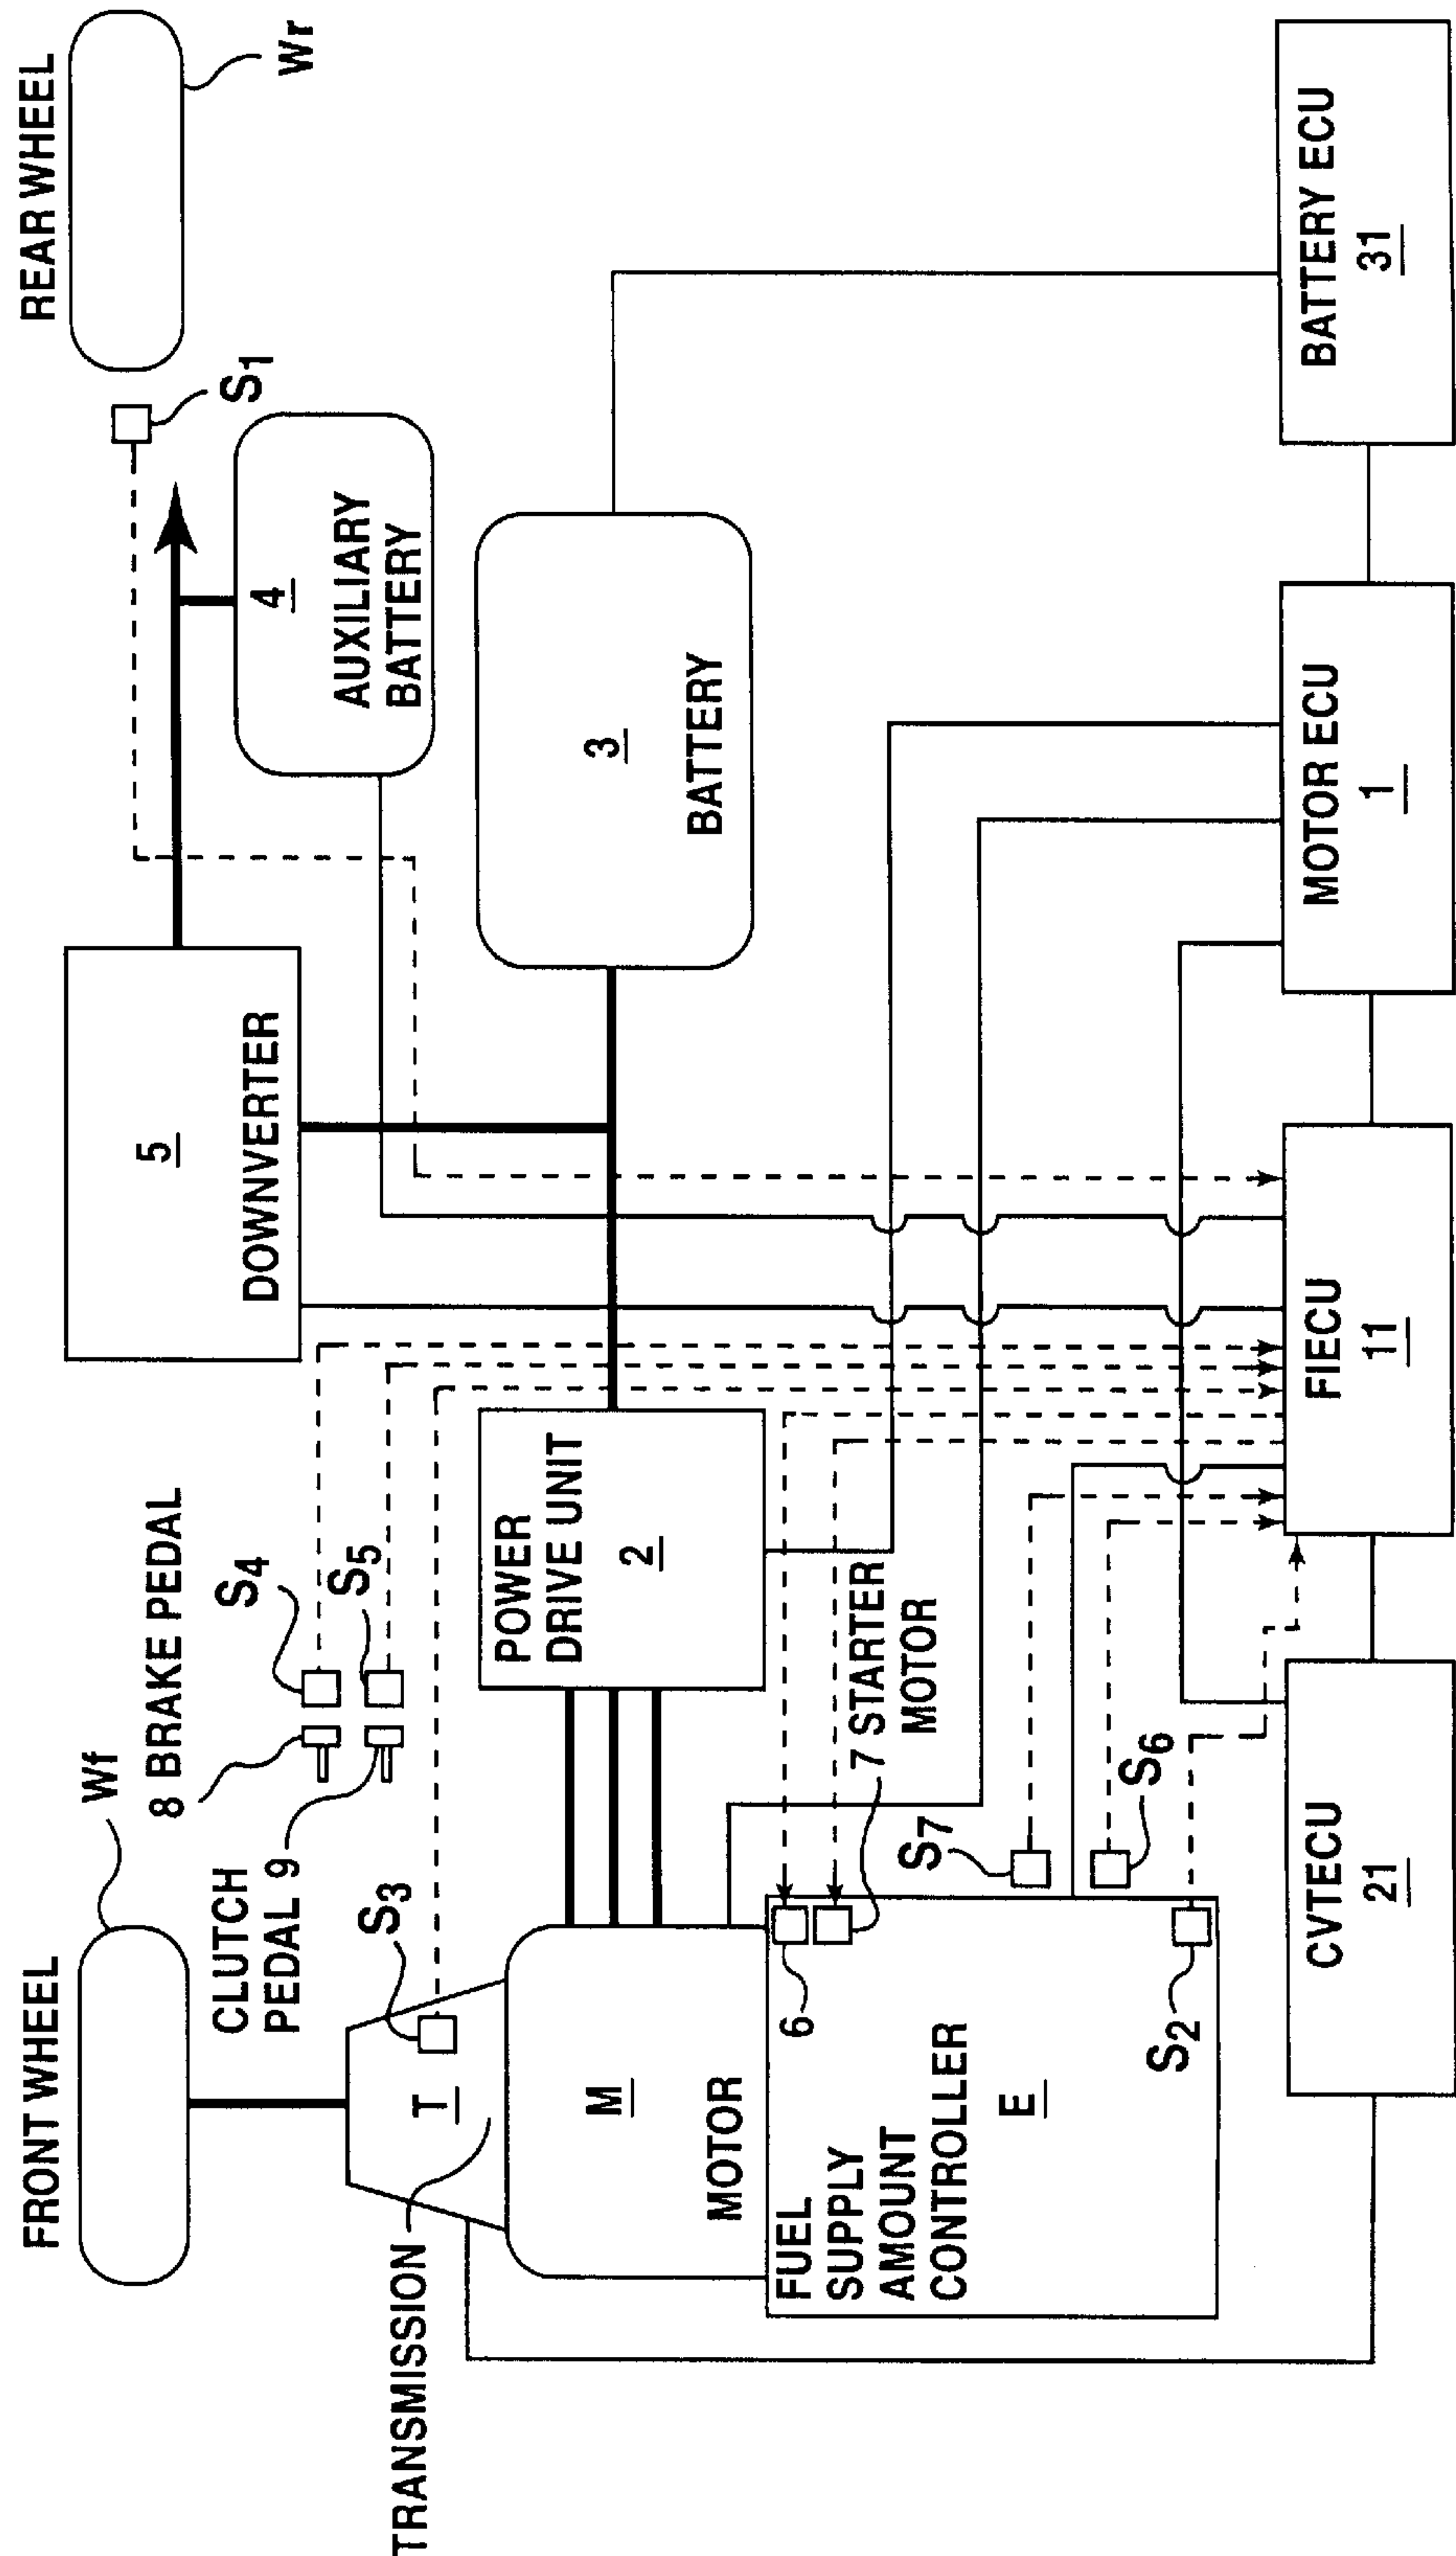 FRONT WHEEL
Wf
8 BRAKE PEDAL
CLUTCH
PEDAL 9
S4
S5
S3
TRANSMISSION
T
M
MOTOR
POWER
DRIVE UNIT
2
5
DOWNVERTER
REAR WHEEL
Wr
S1
4
AUXILIARY
BATTERY
3
BATTERY
6
7 STARTER
MOTOR
FUEL
SUPPLY
AMOUNT
CONTROLLER
E
S7
S6
S2
CVTECU
21
FIECU
11
MOTOR ECU
1
BATTERY ECU
31